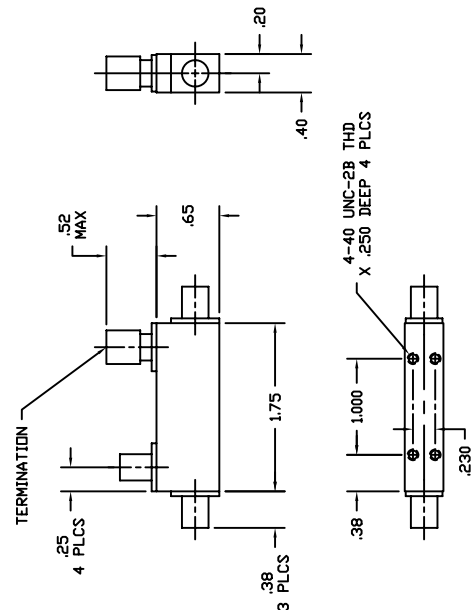 .20
.40
.52
MAX
.65
TERMINATION
4-40 UNC-2B THD
X .250 DEEP 4 PLCS
.25
4 PLCS
1.75
1.000
.38
3 PLCS
.38
.230